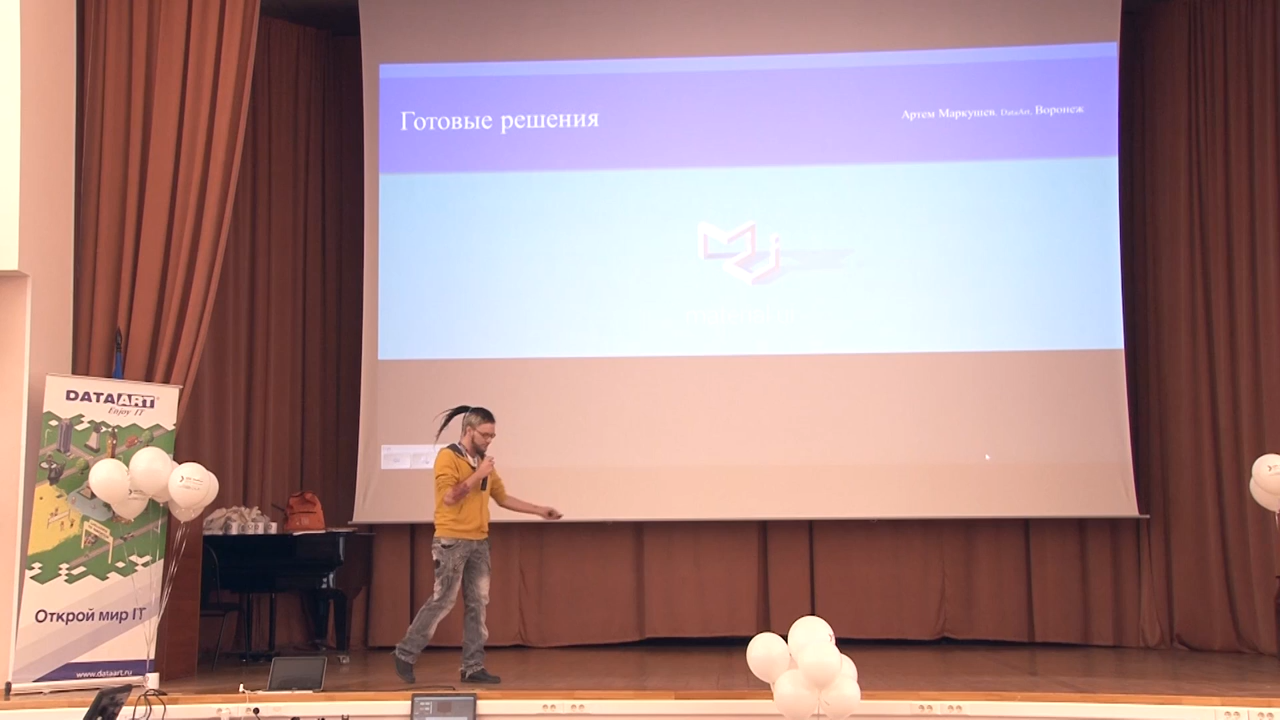 Готовые решения
Артем Маркушев, DataArt, Воронеж
DATAART
Enjoy IT
Открой мир IT
www.dataart.ru